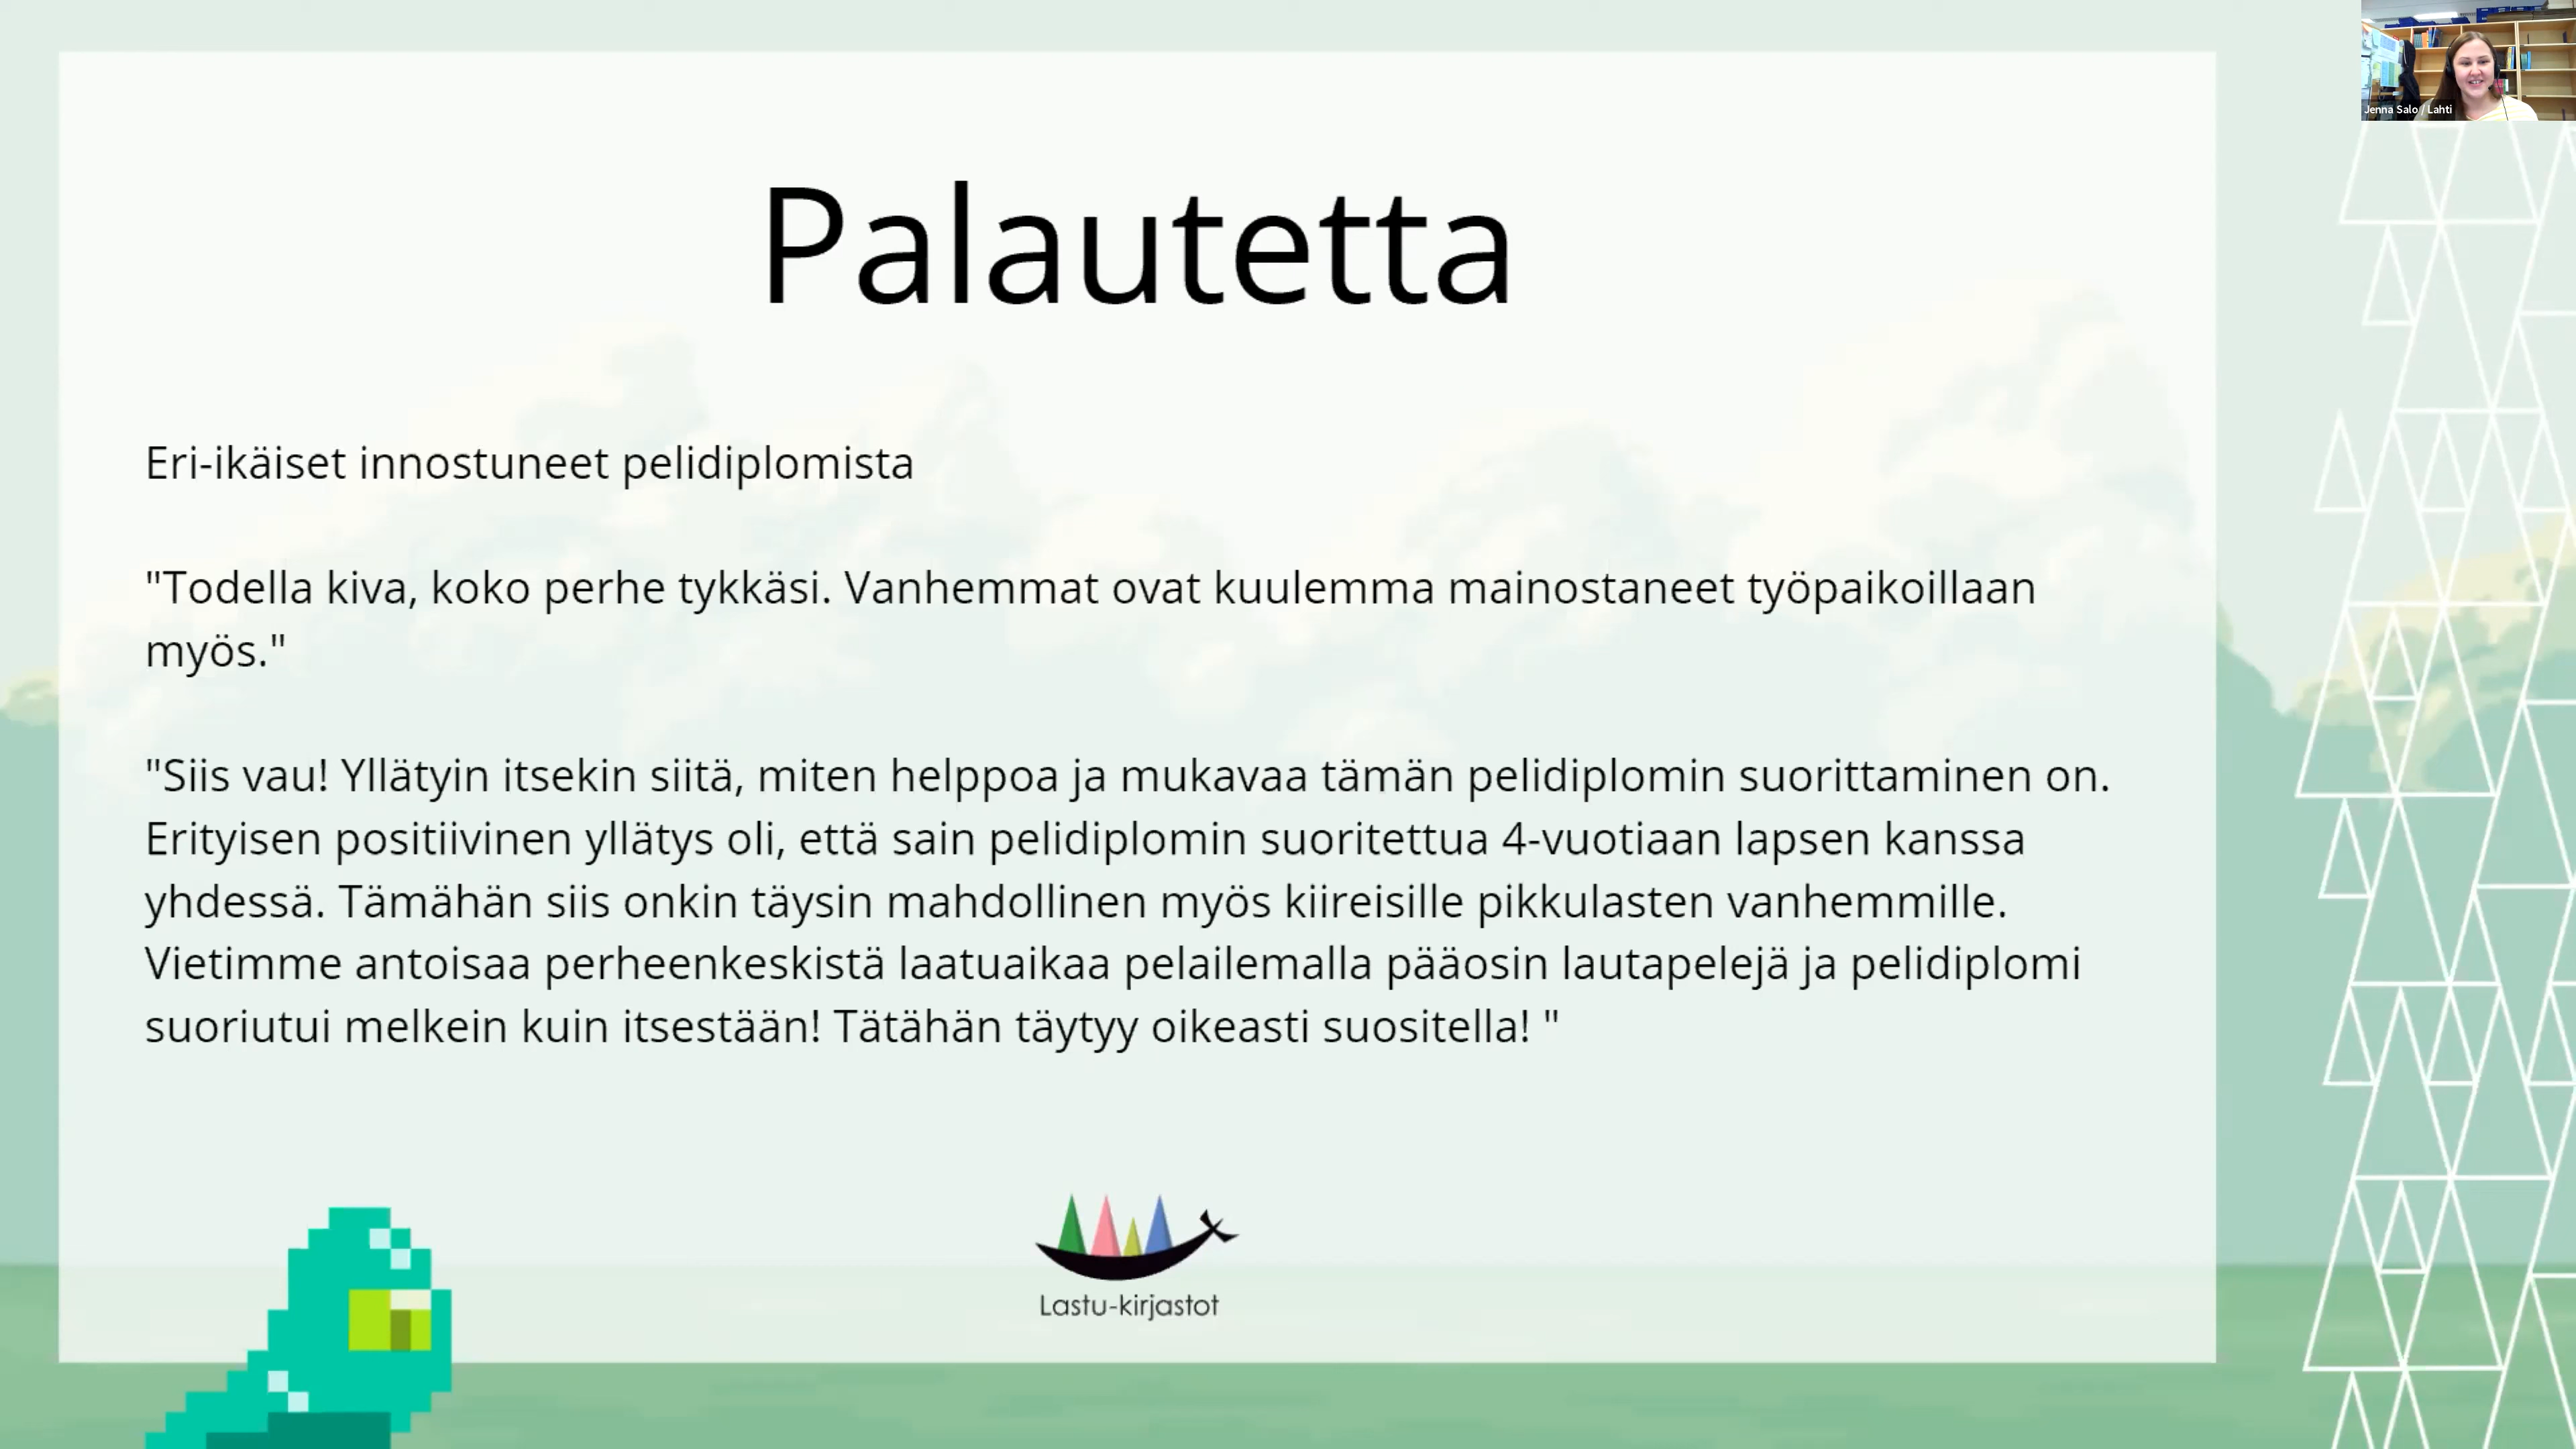 Jenna Salo / Lahti
Palautetta
Eri-ikäiset innostuneet pelidiplomista
"Todella kiva, koko perhe tykkäsi. Vanhemmat ovat kuulemma mainostaneet työpaikoillaan
myös."
"Siis vau! Yllätyin itsekin siitä, miten helppoa ja mukavaa tämän pelidiplomin suorittaminen on.
Erityisen positiivinen yllätys oli, että sain pelidiplomin suoritettua 4-vuotiaan lapsen kanssa
yhdessä. Tämähän siis onkin täysin mahdollinen myös kiireisille pikkulasten vanhemmille.
Vietimme antoisaa perheenkeskistä laatuaikaa pelailemalla pääosin lautapelejä ja pelidiplomi
suoriutui melkein kuin itsestään! Tätähän täytyy oikeasti suositella! "
Lastu-kirjastot